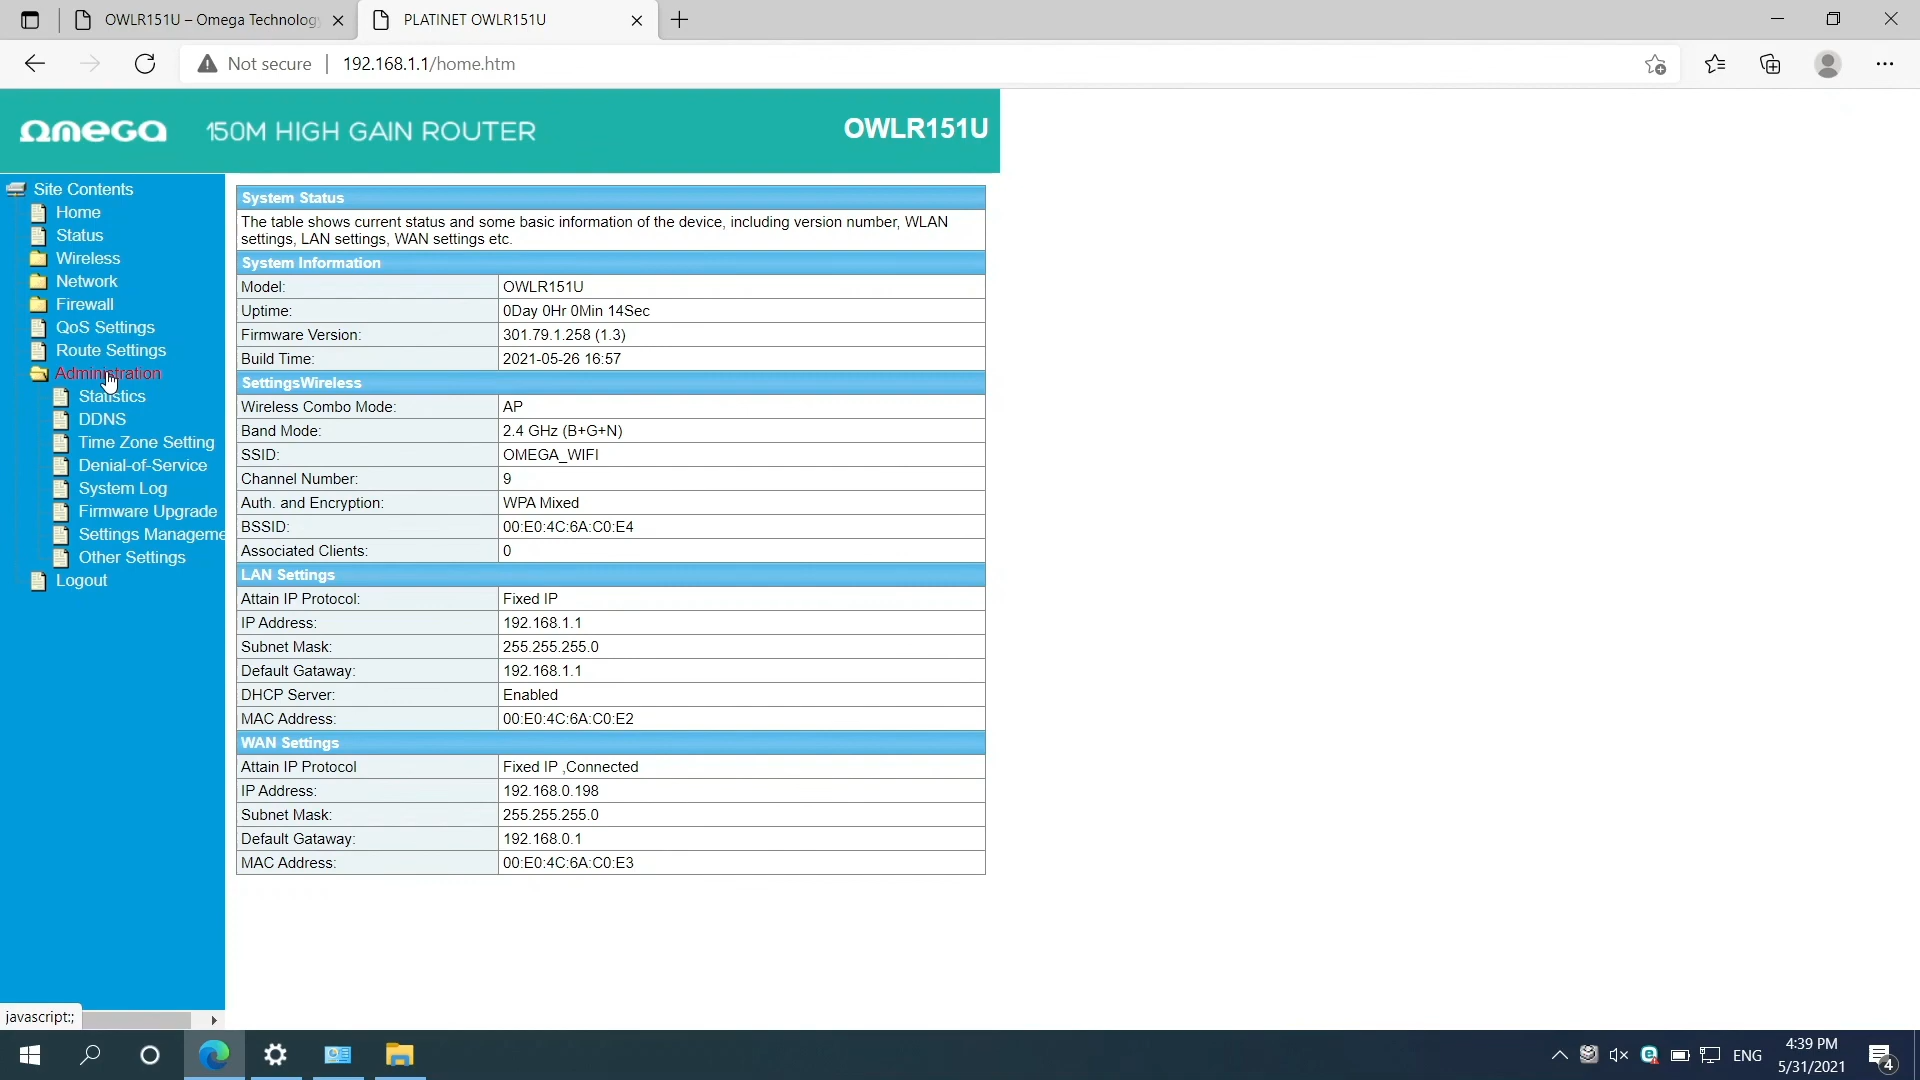 OWLR151U – Omega Technolog
PLATINET OWLR151U
Not secure
192.168.1.1/home.htm
OMEGA
150M HIGH GAIN ROUTER
OWLR151U
Site Contents
Home
Status
Wireless
Network
Firewall
QoS Settings
Route Settings
Administration
Statistics
DDNS
Time Zone Setting
Denial-of-Service
System Log
Firmware Upgrade
Settings Manageme
Other Settings
Logout
System Status
The table shows current status and some basic information of the device, including version number, WLAN
settings, LAN settings, WAN settings etc.
System Information
Model: OWLR151U
Uptime: 0Day 0Hr 0Min 14Sec
Firmware Version: 301.79.1.258 (1.3)
Build Time: 2021-05-26 16:57
SettingsWireless
Wireless Combo Mode: AP
Band Mode: 2.4 GHz (B+G+N)
SSID: OMEGA_WIFI
Channel Number: 9
Auth. and Encryption: WPA Mixed
BSSID: 00:E0:4C:6A:C0:E4
Associated Clients: 0
LAN Settings
Attain IP Protocol: Fixed IP
IP Address: 192.168.1.1
Subnet Mask: 255.255.255.0
Default Gataway: 192.168.1.1
DHCP Server: Enabled
MAC Address: 00:E0:4C:6A:C0:E2
WAN Settings
Attain IP Protocol Fixed IP ,Connected
IP Address: 192.168.0.198
Subnet Mask: 255.255.255.0
Default Gataway: 192.168.0.1
MAC Address: 00:E0:4C:6A:C0:E3
javascript:;
ENG
4:39 PM
5/31/2021
4